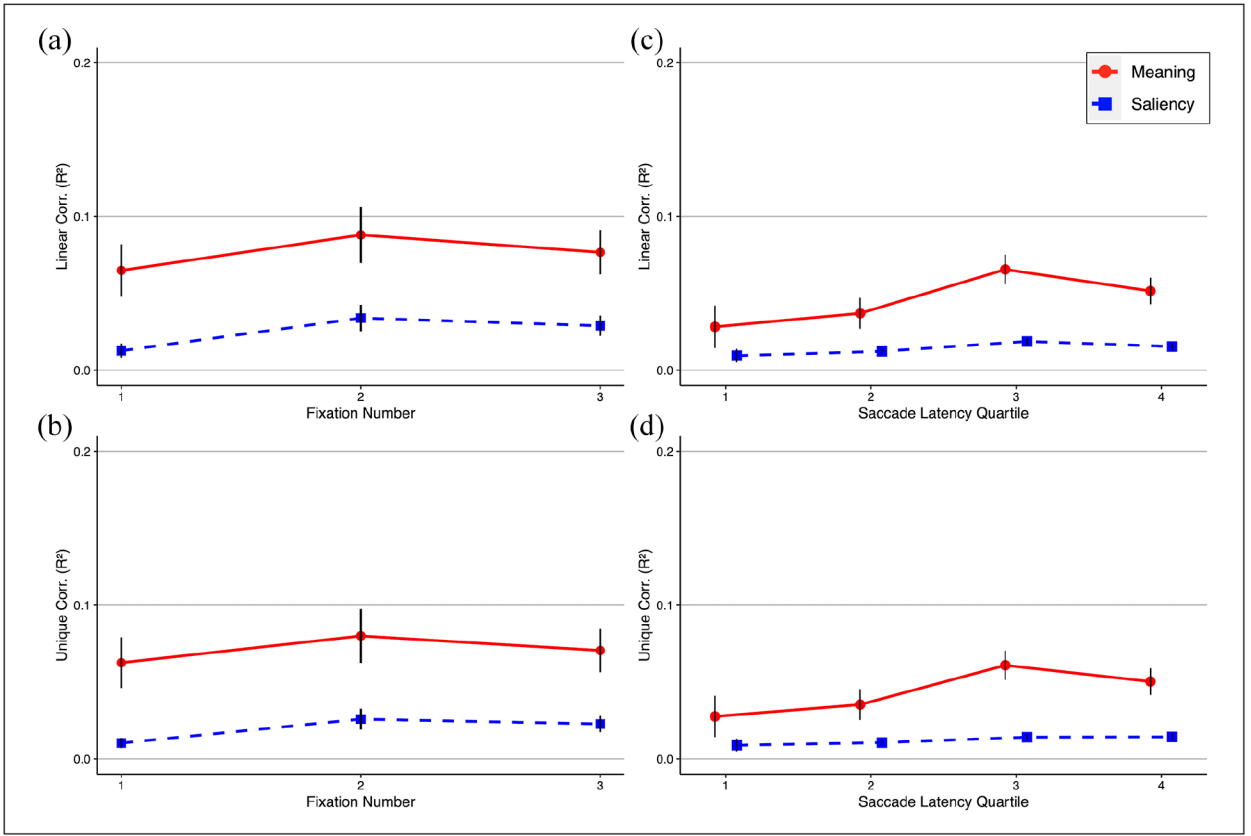 (a)
0.2
0.1
0.0
Linear Corr. (R²)
1
2
3
Fixation Number
(c)
0.2
0.1
0.0
Linear Corr. (R²)
1
2
3
4
Saccade Latency Quartile
Meaning
Saliency
(b)
0.2
0.1
0.0
Unique Corr. (R²)
1
2
3
Fixation Number
(d)
0.2
0.1
0.0
Unique Corr. (R²)
1
2
3
4
Saccade Latency Quartile